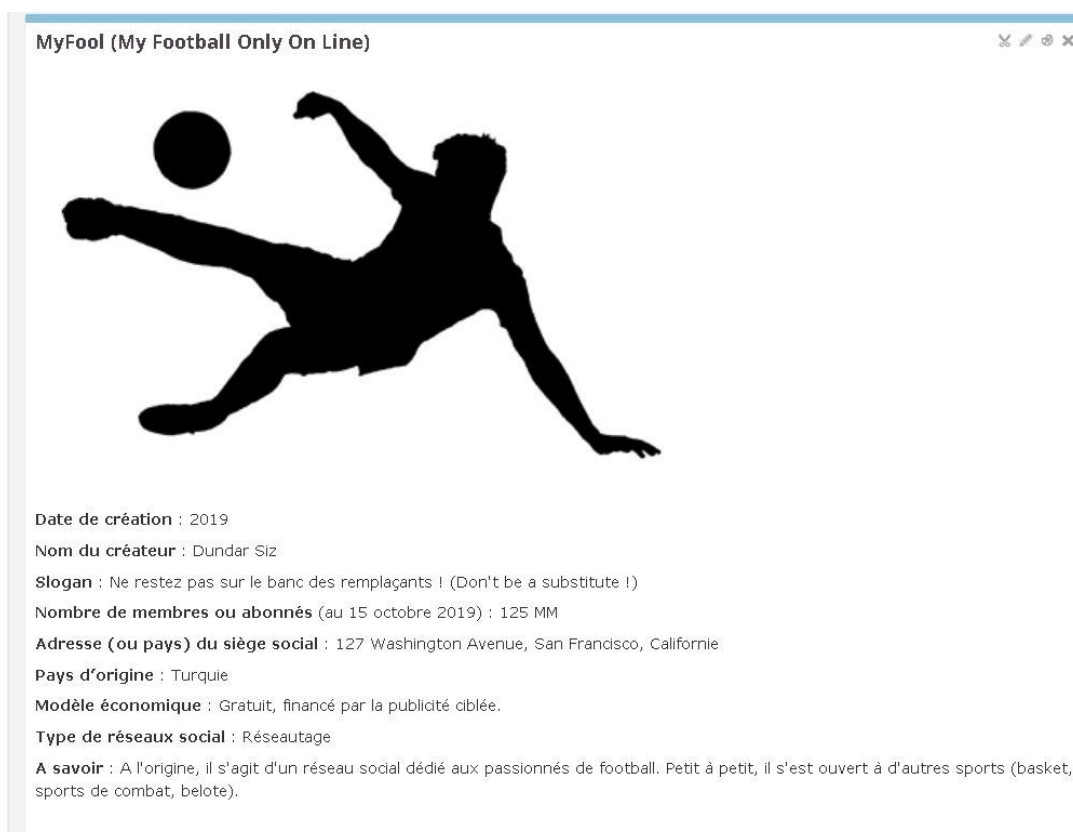 MyFool (My Football Only On Line)
Date de création : 2019
Nom du créateur : Dundar Siz
Slogan : Ne restez pas sur le banc des remplaçants ! (Don't be a substitute !)
Nombre de membres ou abonnés (au 15 octobre 2019) : 125 MM
Adresse (ou pays) du siège social : 127 Washington Avenue, San Francisco, Californie
Pays d’origine : Turquie
Modèle économique : Gratuit, financé par la publicité ciblée.
Type de réseaux social : Réseautage
A savoir : A l'origine, il s'agit d'un réseau social dédié aux passionnés de football. Petit à petit, il s'est ouvert à d'autres sports (basket,
sports de combat, belote).